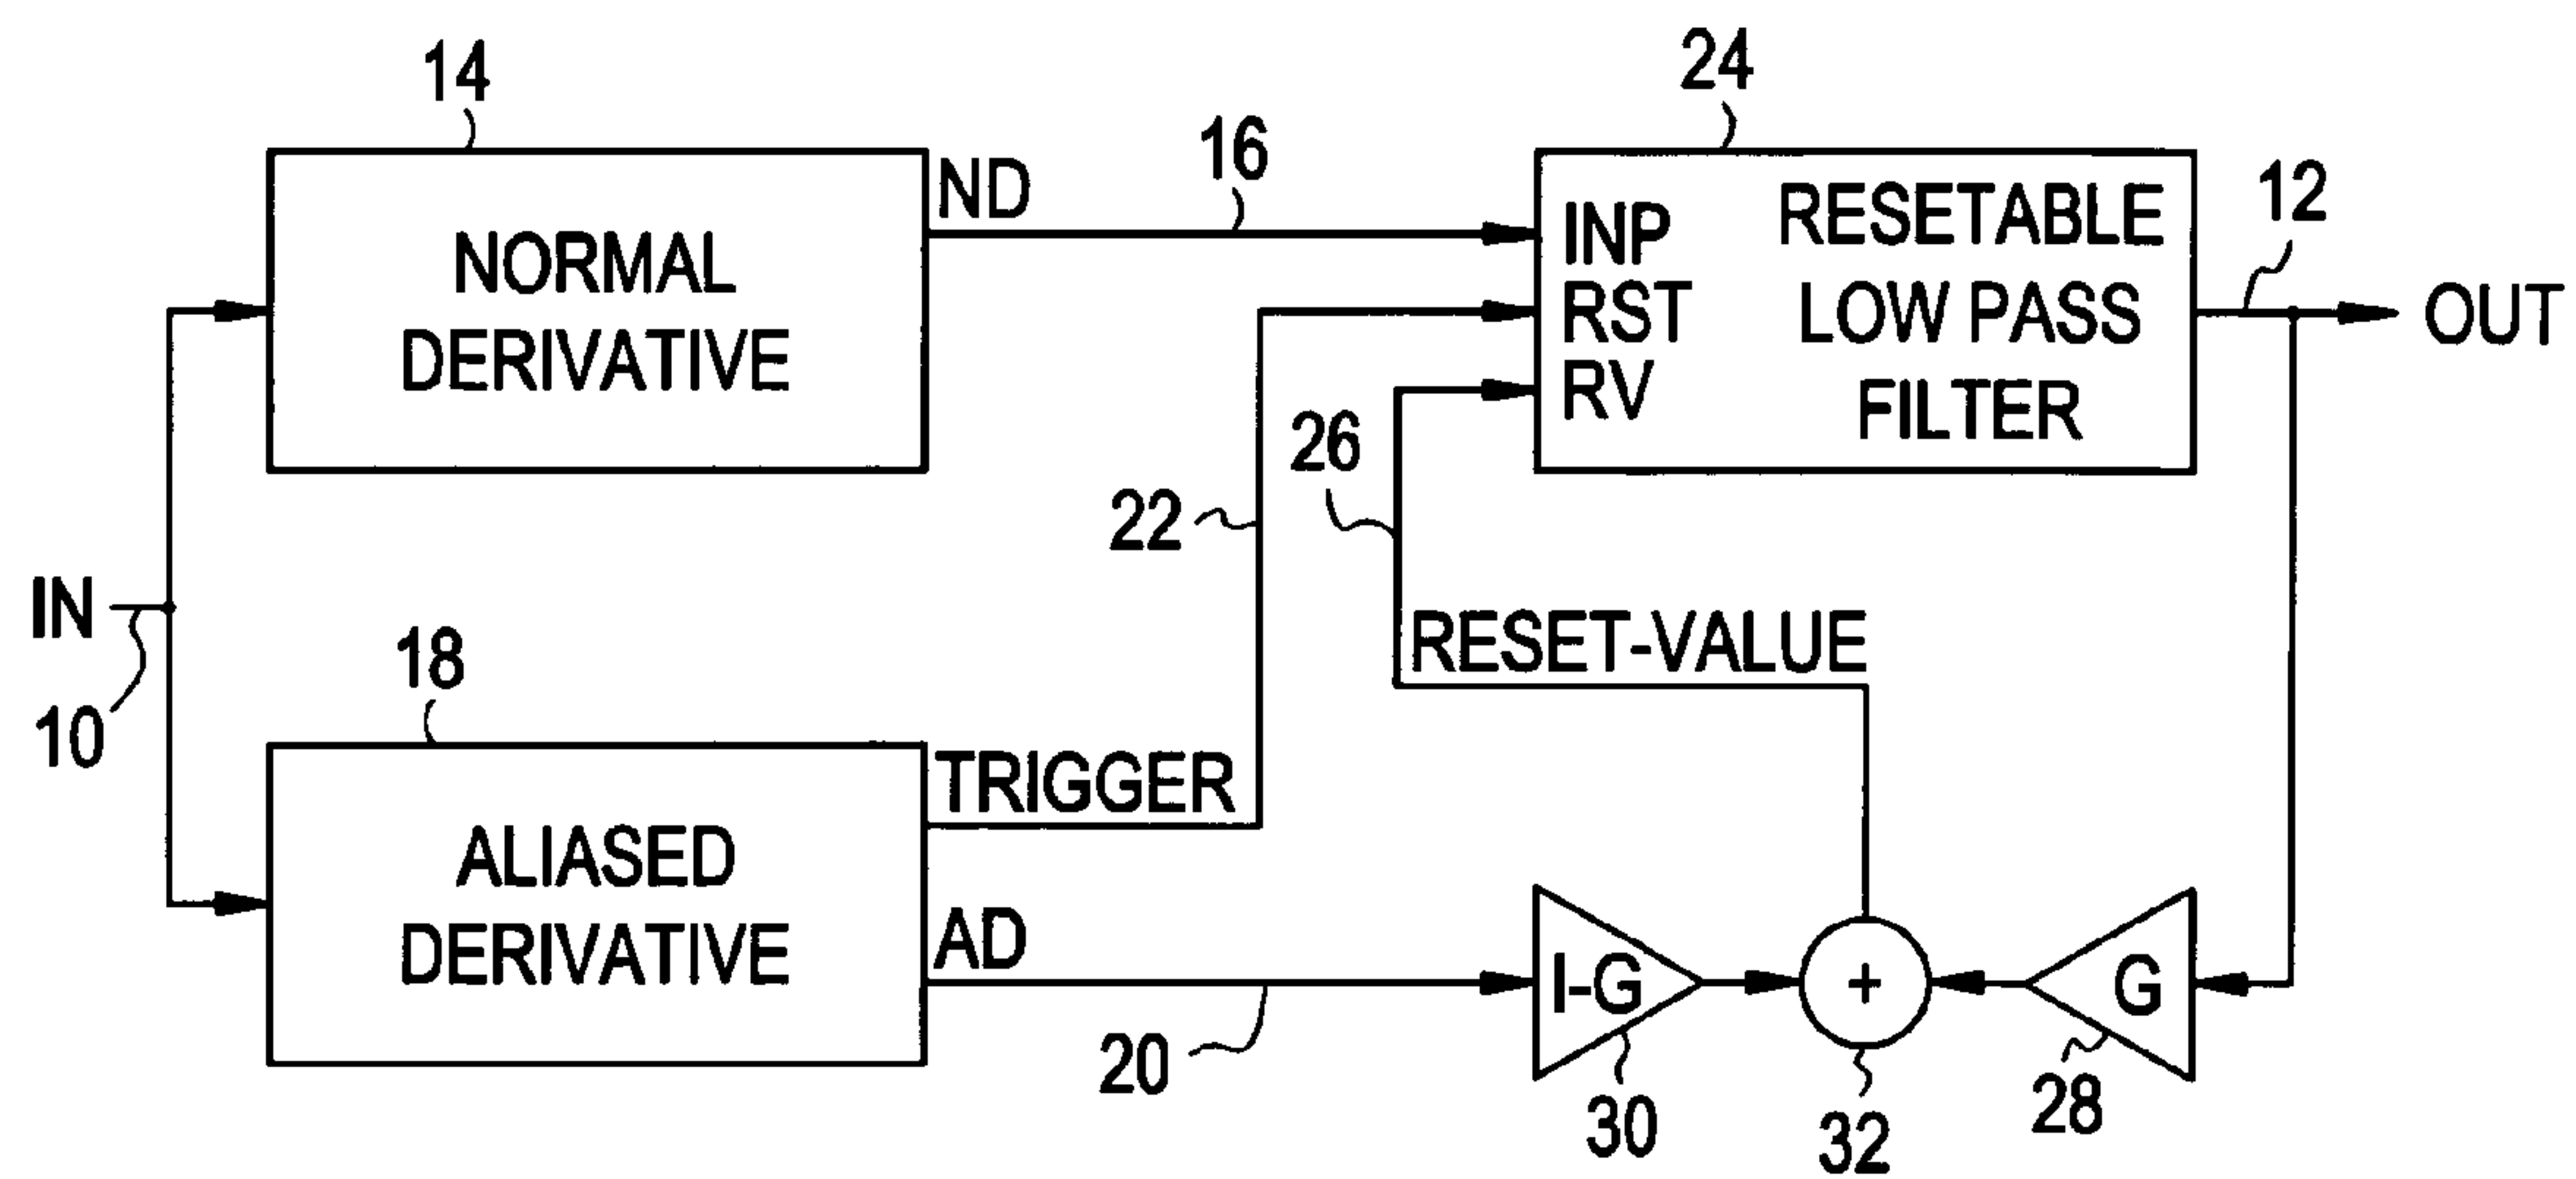 14
24
16
12
ND
NORMAL
DERIVATIVE
INP
RST
RV
RESETABLE
LOW PASS
FILTER
OUT
26
22
IN
10
18
RESET-VALUE
TRIGGER
ALIASED
DERIVATIVE
AD
I-G
+
G
20
30
32
28